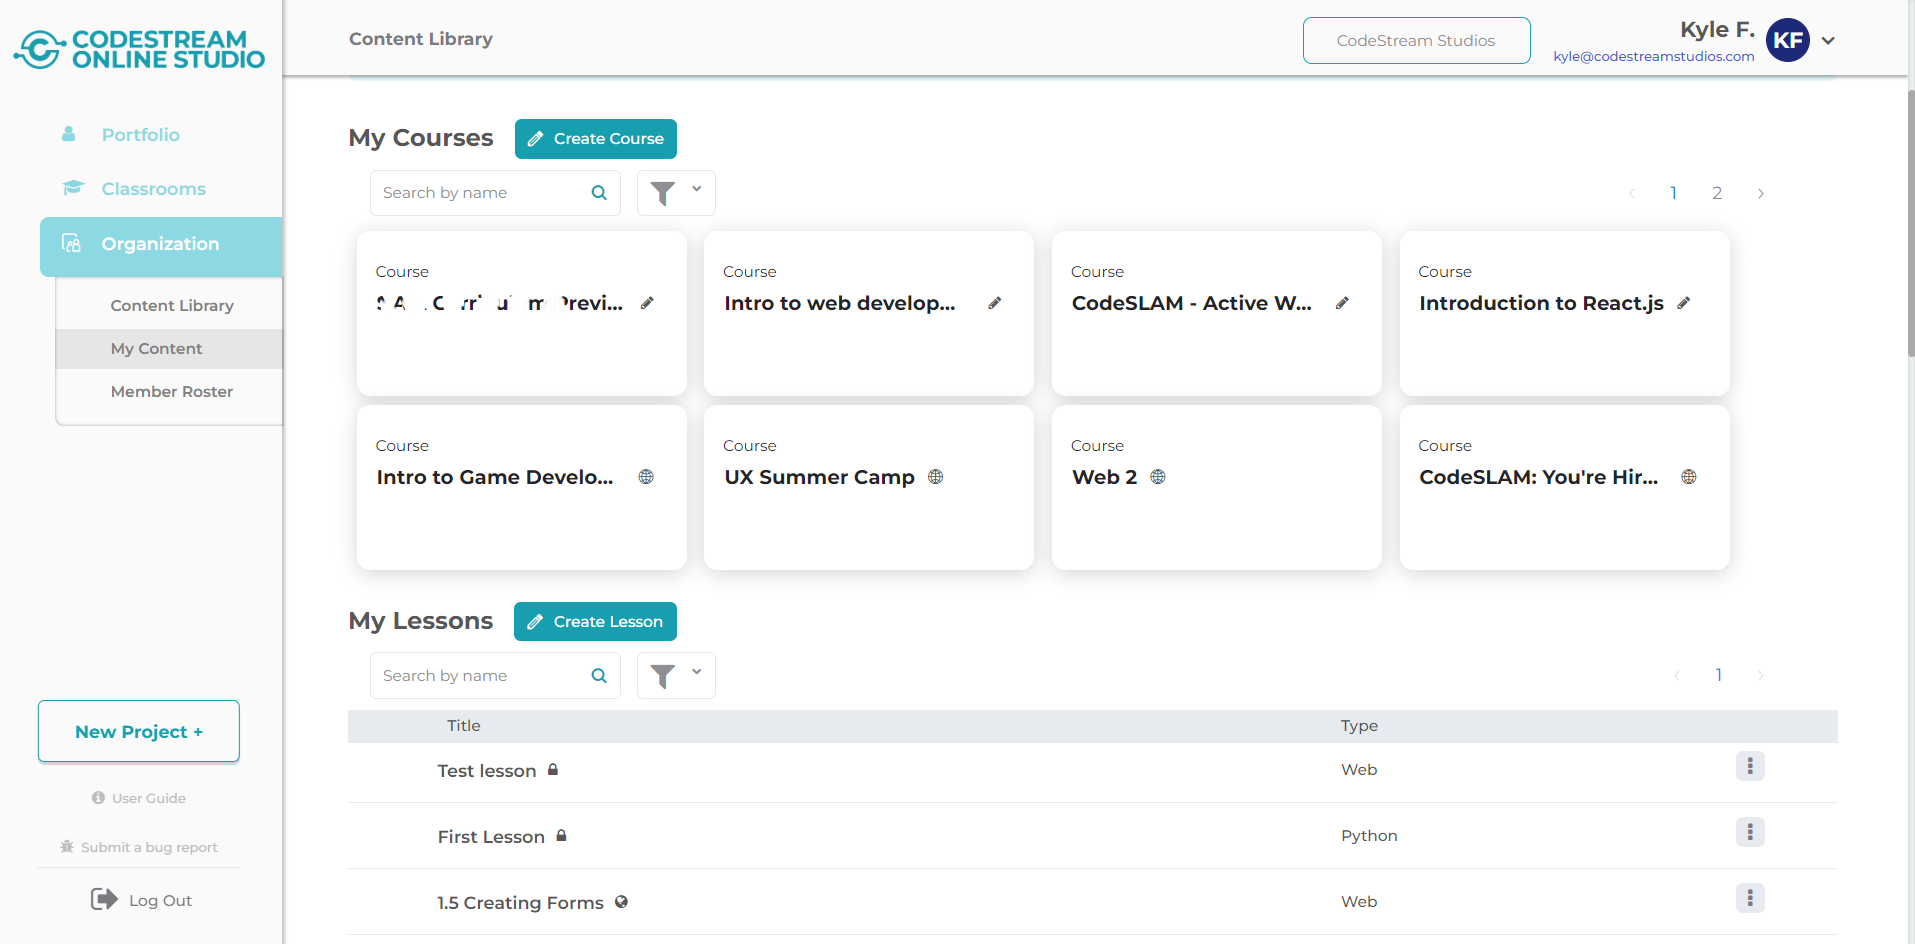 CODESTREAM
ONLINE STUDIO
Content Library
CodeStream Studios
Kyle F.
kyle@codestreamstudios.com
KF
Portfolio
Classrooms
Organization
Content Library
My Content
Member Roster
New Project +
User Guide
Submit a bug report
Log Out
My Courses
Create Course
Search by name
1 2
Course
Previ...
Course
Intro to web develop...
Course
CodeSLAM - Active W...
Course
Introduction to React.js
Course
Intro to Game Develo...
Course
UX Summer Camp
Course
Web 2
Course
CodeSLAM: You're Hir...
My Lessons
Create Lesson
Search by name
1
Title Type
Test lesson Web
First Lesson Python
1.5 Creating Forms Web